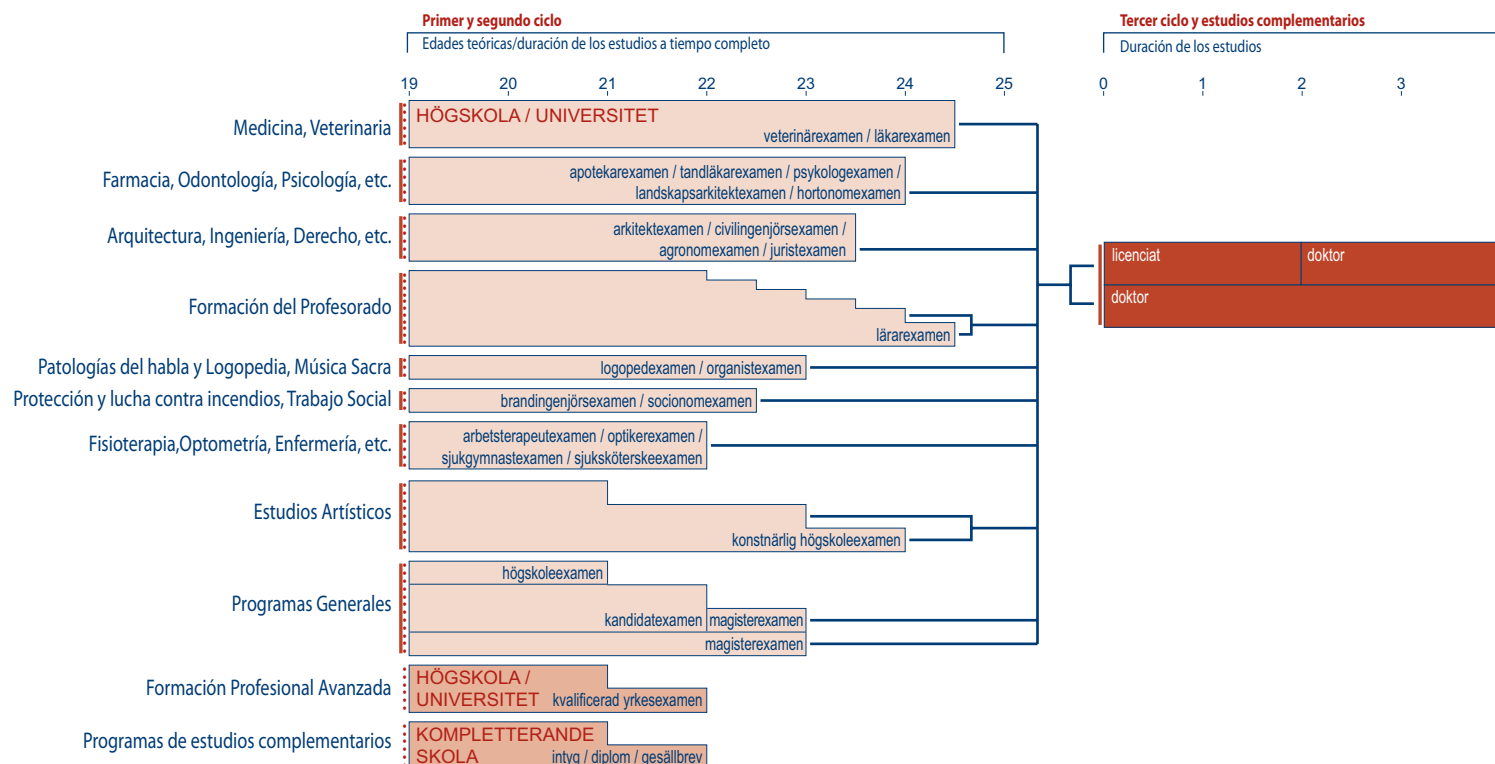 Primer y segundo ciclo
Edades teóricas/duración de los estudios a tiempo completo
Tercer ciclo y estudios complementarios
Duración de los estudios
19 20 21 22 23 24 25
0 1 2 3
Medicina, Veterinaria
HÖGSKOLA / UNIVERSITET
veterinärexamen / läkarexamen
Farmacia, Odontología, Psicología, etc.
apotekarexamen / tandläkarexamen / psykologexamen /
landskapsarkitektexamen / hortonomexamen
Arquitectura, Ingeniería, Derecho, etc.
arkitektexamen / civilingenjörsexamen /
agronomexamen / juristexamen
licenciat
doktor
doktor
Formación del Profesorado
lärarexamen
Patologías del habla y Logopedia, Música Sacra
logopedexamen / organistexamen
Protección y lucha contra incendios, Trabajo Social
brandingenjörsexamen / socionomexamen
Fisioterapia,Optometría, Enfermería, etc.
arbetsterapeutexamen / optikerexamen /
sjukgymnastexamen / sjuksköterskeexamen
Estudios Artísticos
konstnärlig högskoleexamen
Programas Generales
högskoleexamen
kandidatexamen
magisterexamen
magisterexamen
Formación Profesional Avanzada
HÖGSKOLA /
UNIVERSITET
kvalificerad yrkesexamen
Programas de estudios complementarios
KOMPLETTERANDE
SKOLA
intyg / diplom / gesällbrev